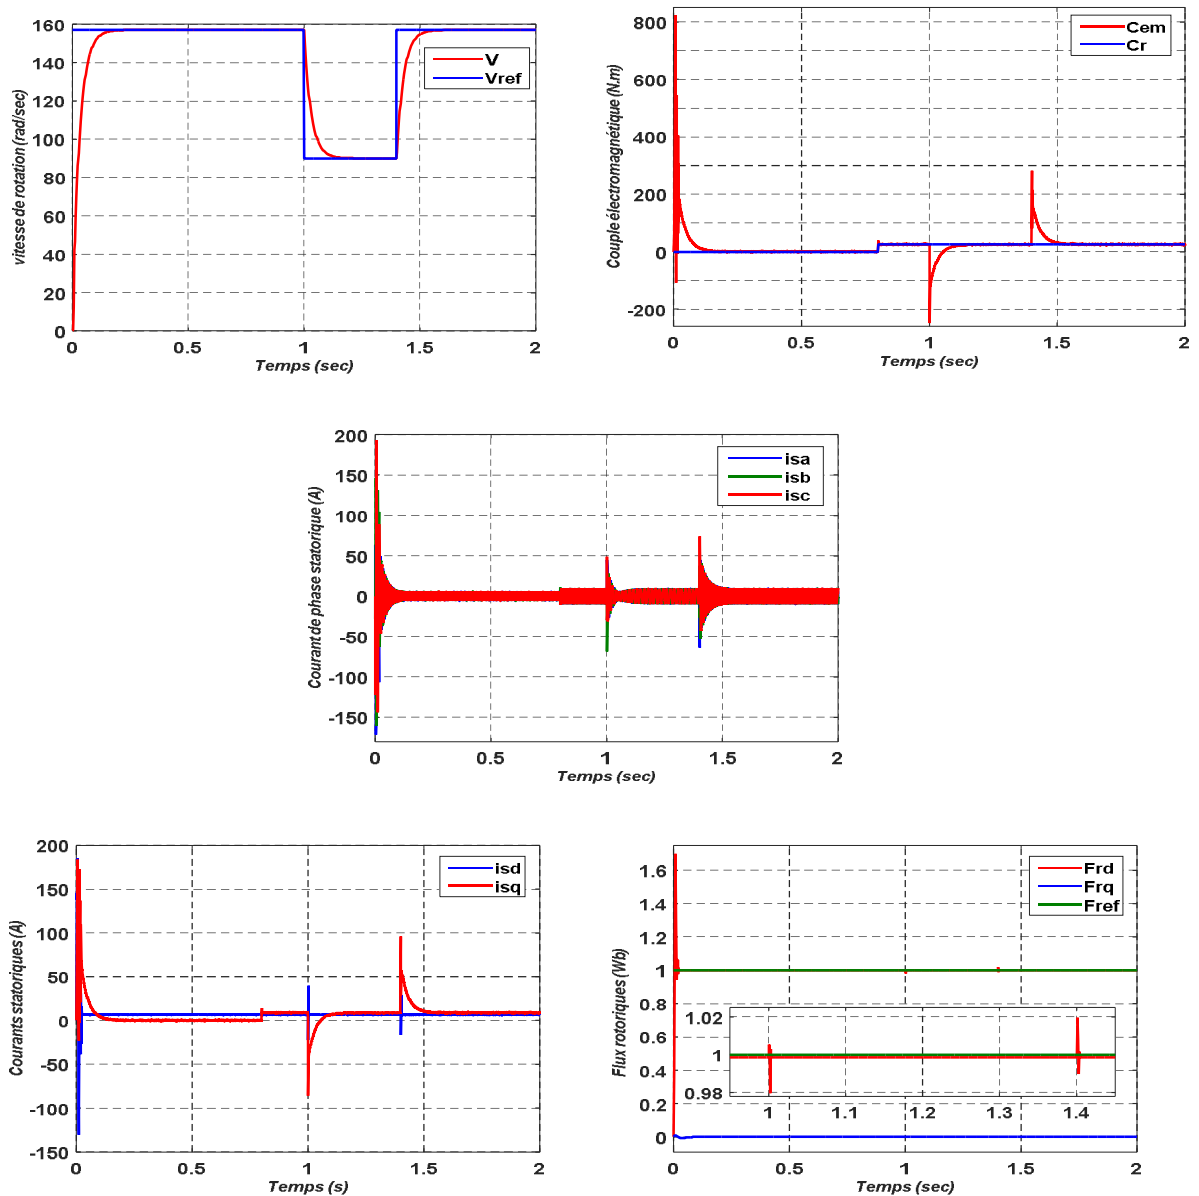 160
140
120
100
80
60
40
20
0
vitesse de rotation (rad/sec)
V
Vref
0 0.5 1 1.5 2
Temps (sec)
800
600
400
200
0
-200
Couple électromagnétique (N.m)
Cem
Cr
0 0.5 1 1.5 2
Temps (sec)
200
150
100
50
0
-50
-100
-150
Courant de phase statorique (A)
isa
isb
isc
0 0.5 1 1.5 2
Temps (sec)
200
150
100
50
0
-50
-100
-150
Courants statoriques (A)
isd
isq
0 0.5 1 1.5 2
Temps (s)
1.6
1.4
1.2
1
0.8
0.6
0.4
0.2
0
Flux rotoriques (Wb)
Frd
Frq
Fref
1.02
1
0.98
1 1.1 1.2 1.3 1.4
0 0.5 1 1.5 2
Temps (sec)